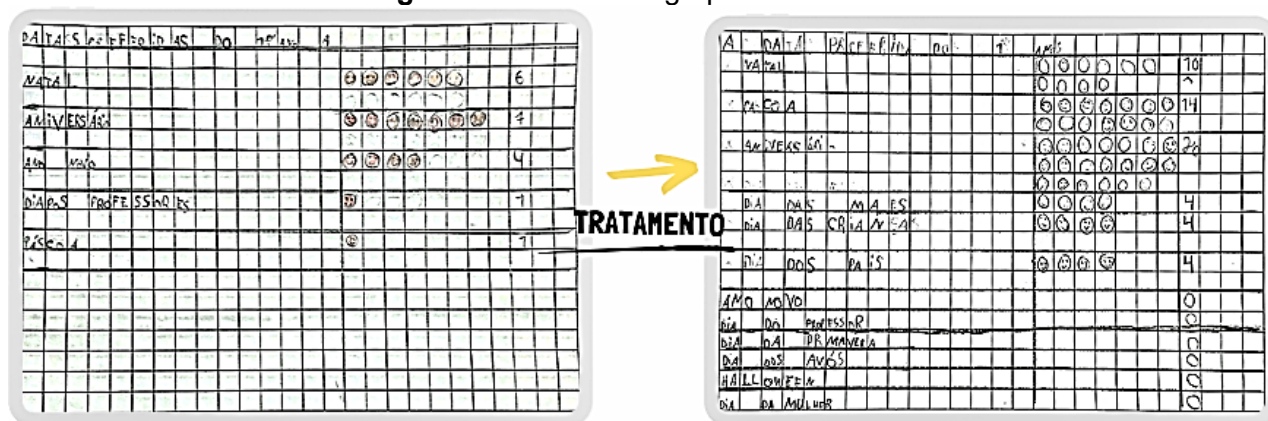 DATAS PREFERIDAS DO 1º ANO A
NATAL 6
ANIVERSÁRIO 7
ANO NOVO 4
DIA DOS PROFESSORES 1
PÁSCOA 1
TRATAMENTO
A DATA PREFERIDA DO 1º
NATAL 10
PÁSCOA 14
ANIVERSÁRIO
DIA DAS MÃES 4
DIA DAS CRIANÇAS 4
DIA DOS PAIS 4
ANO NOVO 0
DIA DO PROFESSOR 0
DIA DA PRIMAVERA 0
DIA DOS AVÓS 0
HALLOWEEN 0
DIA DA MULHER 0